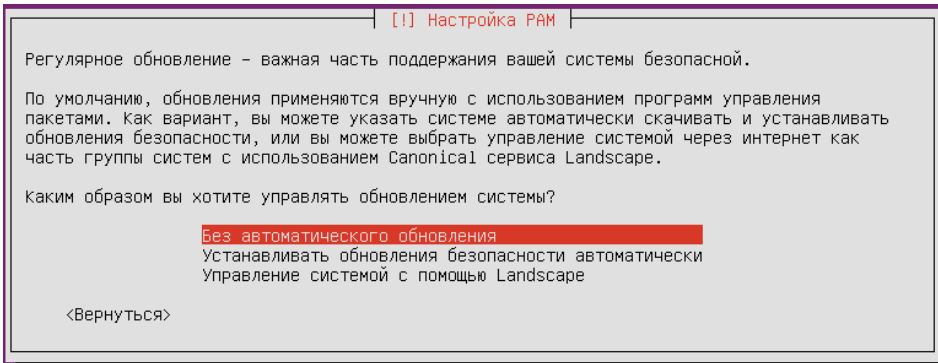 [!] Настройка PAM
Регулярное обновление – важная часть поддержания вашей системы безопасной.
По умолчанию, обновления применяются вручную с использованием программ управления
пакетами. Как вариант, вы можете указать системе автоматически скачивать и устанавливать
обновления безопасности, или вы можете выбрать управление системой через интернет как
часть группы систем с использованием Canonical сервиса Landscape.
Каким образом вы хотите управлять обновлением системы?
Без автоматического обновления
Устанавливать обновления безопасности автоматически
Управление системой с помощью Landscape
<Вернуться>